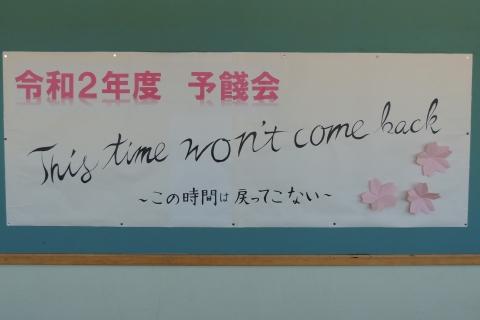 令和2年度 予餞会
This time won't come back
~この時間は戻ってこない~